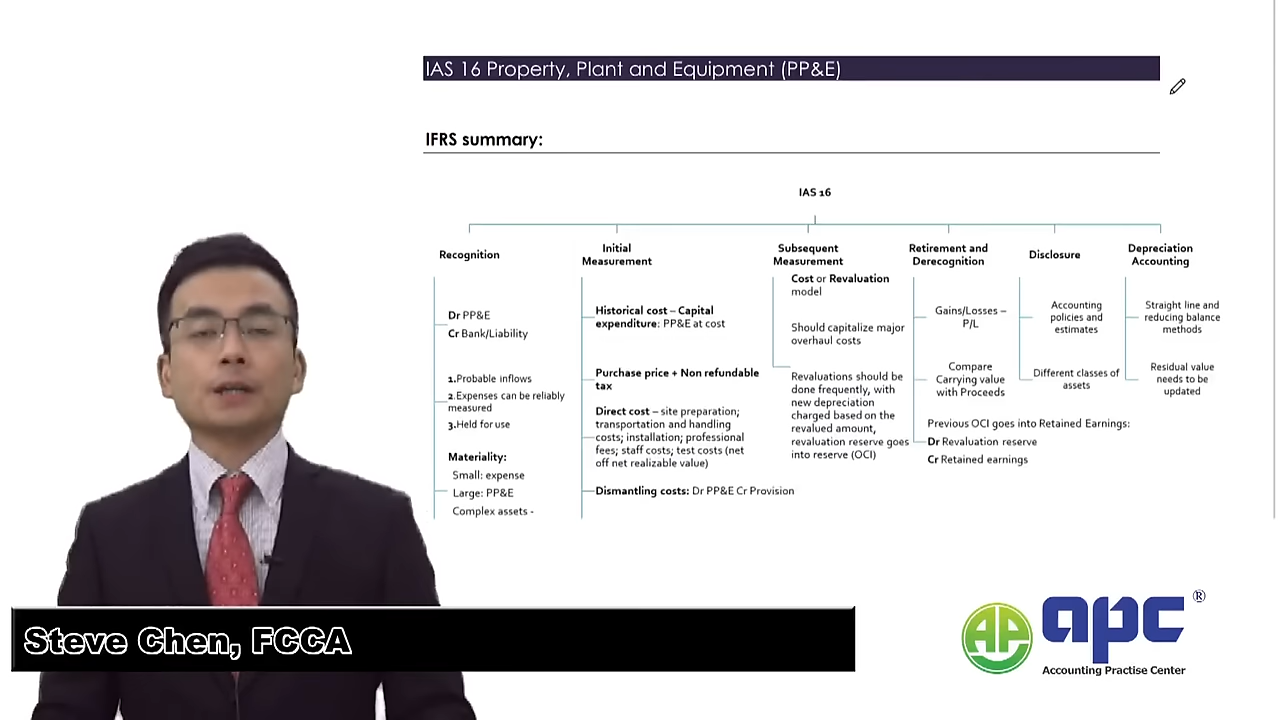 IAS 16 Property, Plant and Equipment (PP&E)
IFRS summary:
IAS 16
Recognition
Dr PP&E
Cr Bank/Liability
1.Probable inflows
2.Expenses can be reliably
measured
3.Held for use
Materiality:
Small: expense
Large: PP&E
Complex assets -
Initial
Measurement
Historical cost – Capital
expenditure: PP&E at cost
Purchase price + Non refundable
tax
Direct cost – site preparation;
transportation and handling
costs; installation; professional
fees; staff costs; test costs (net
off net realizable value)
Dismantling costs: Dr PP&E Cr Provision
Subsequent
Measurement
Cost or Revaluation
model
Should capitalize major
overhaul costs
Revaluations should be
done frequently, with
new depreciation
charged based on the
revalued amount,
revaluation reserve goes
into reserve (OCI)
Retirement and
Derecognition
Gains/Losses –
P/L
Compare
Carrying value
with Proceeds
Previous OCI goes into Retained Earnings:
Dr Revaluation reserve
Cr Retained earnings
Disclosure
Accounting
policies and
estimates
Different classes of
assets
Depreciation
Accounting
Straight line and
reducing balance
methods
Residual value
needs to be
updated
Steve Chen, FCCA
AP
apc ®
Accounting Practise Center